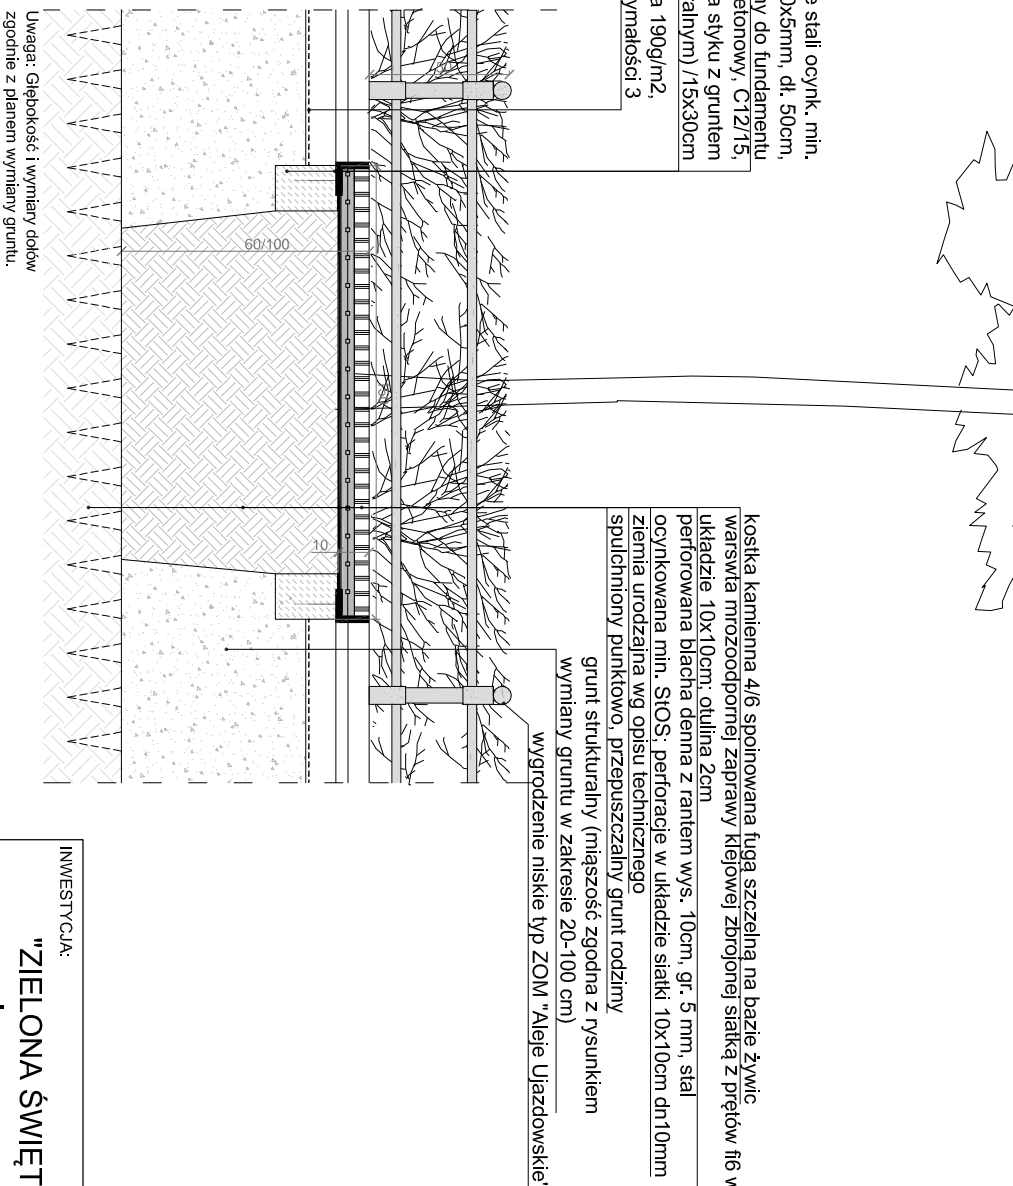 e stali ocynk. min.
0x5mm, dł. 50cm,
ny do fundamentu
etonowy, C12/15,
a styku z gruntem
ralnym) /15x30cm
a 190g/m2,
ymałości 3
kostka kamienna 4/6 spoinowana fugą szczelną na bazie żywic
warswta mrozoodpornej zaprawy klejowej zbrojonej siatką z prętów fi6 w
układzie 10x10cm; otulina 2cm
perforowana blacha denna z rantem wys. 10cm, gr. 5 mm, stal
ocynkowana min. StOS; perforacje w układzie siatki 10x10cm dn10mm
ziemia urodzajna wg opisu technicznego
spulchniony punktowo, przepuszczalny grunt rodzimy
grunt strukturalny (miąszość zgodna z rysunkiem
wymiany gruntu w zakresie 20-100 cm)
wygrodzenie niskie typ ZOM "Aleje Ujazdowskie"
60/100
10
Uwaga: Głębokość i wymiary dołów
zgodnie z planem wymiany gruntu.
INWESTYCJA:
"ZIELONA ŚWIĘT